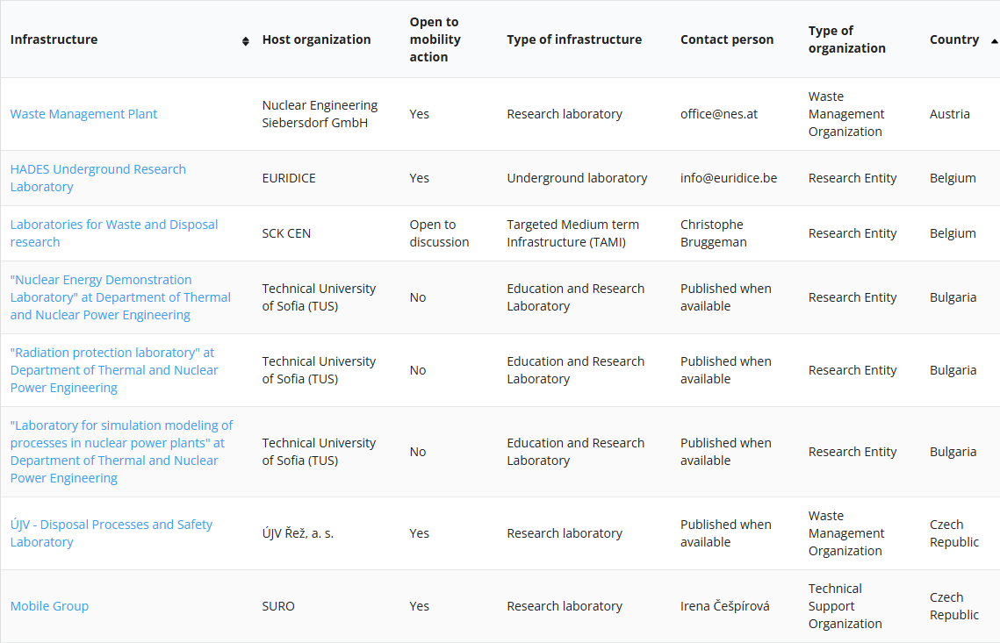 Infrastructure
Host organization
Open to
mobility
action
Type of infrastructure
Contact person
Type of
organization
Country
Waste Management Plant
Nuclear Engineering
Siebersdorf GmbH
Yes
Research laboratory
office@nes.at
Waste
Management
Organization
Austria
HADES Underground Research
Laboratory
EURIDICE
Yes
Underground laboratory
info@euridice.be
Research Entity
Belgium
Laboratories for Waste and Disposal
research
SCK CEN
Open to
discussion
Targeted Medium term
Infrastructure (TAMI)
Christophe
Bruggeman
Research Entity
Belgium
"Nuclear Energy Demonstration
Laboratory" at Department of Thermal
and Nuclear Power Engineering
Technical University
of Sofia (TUS)
No
Education and Research
Laboratory
Published when
available
Research Entity
Bulgaria
"Radiation protection laboratory" at
Department of Thermal and Nuclear
Power Engineering
Technical University
of Sofia (TUS)
No
Education and Research
Laboratory
Published when
available
Research Entity
Bulgaria
"Laboratory for simulation modeling of
processes in nuclear power plants" at
Department of Thermal and Nuclear
Power Engineering
Technical University
of Sofia (TUS)
No
Education and Research
Laboratory
Published when
available
Research Entity
Bulgaria
ÚJV - Disposal Processes and Safety
Laboratory
ÚJV Řež, a. s.
Yes
Research laboratory
Published when
available
Waste
Management
Organization
Czech
Republic
Mobile Group
SURO
Yes
Research laboratory
Irena Češpírová
Technical
Support
Organization
Czech
Republic